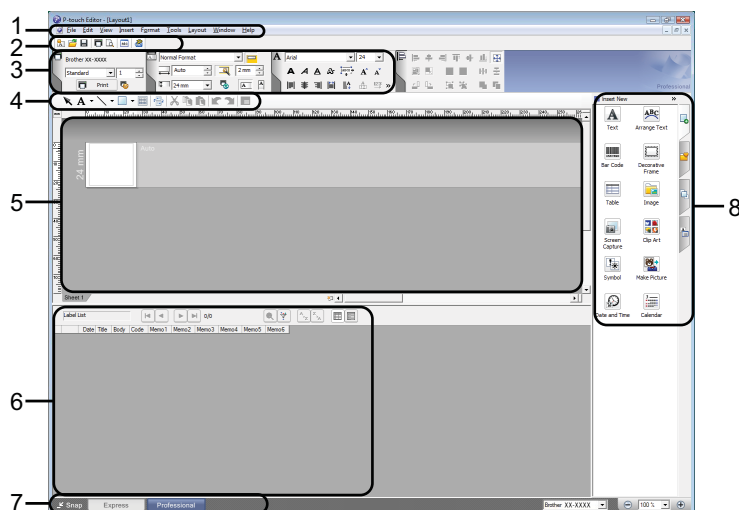 P-touch Editor - [Layout1]
1
File Edit View Insert Format Tools Layout Window Help
2
3
Brother XX-XXXX
Normal Format
Arial
24
Standard
1
Auto
2 mm
Print
24 mm
Professional
4
Insert New
Text
Arrange Text
Bar Code
Decorative Frame
Table
Image
Screen Capture
Clip Art
Symbol
Make Picture
Date and Time
Calendar
5
24 mm
Auto
8
Sheet 1
Label List
0/0
Date Title Body Code Memo1 Memo2 Memo3 Memo4 Memo5 Memo6
6
7
Snap
Express
Professional
Brother XX-XXXX
100 %